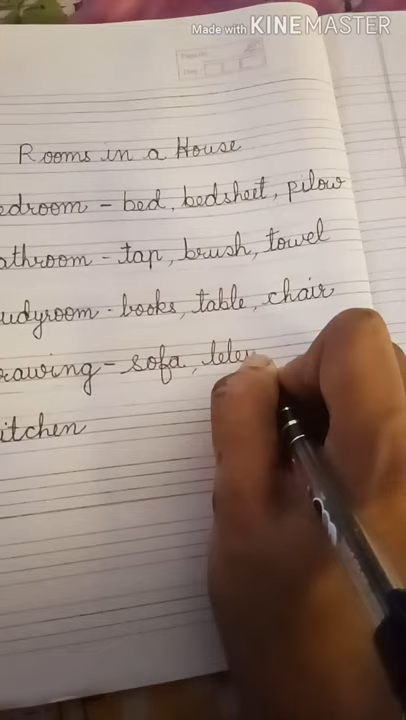 Made with KINEMASTER
Rooms in a House
edroom - bed, bedsheet, pilow
athroom - tap, brush, towel
udyroom - books, table, chair
rawing - sofa, telev
itchen